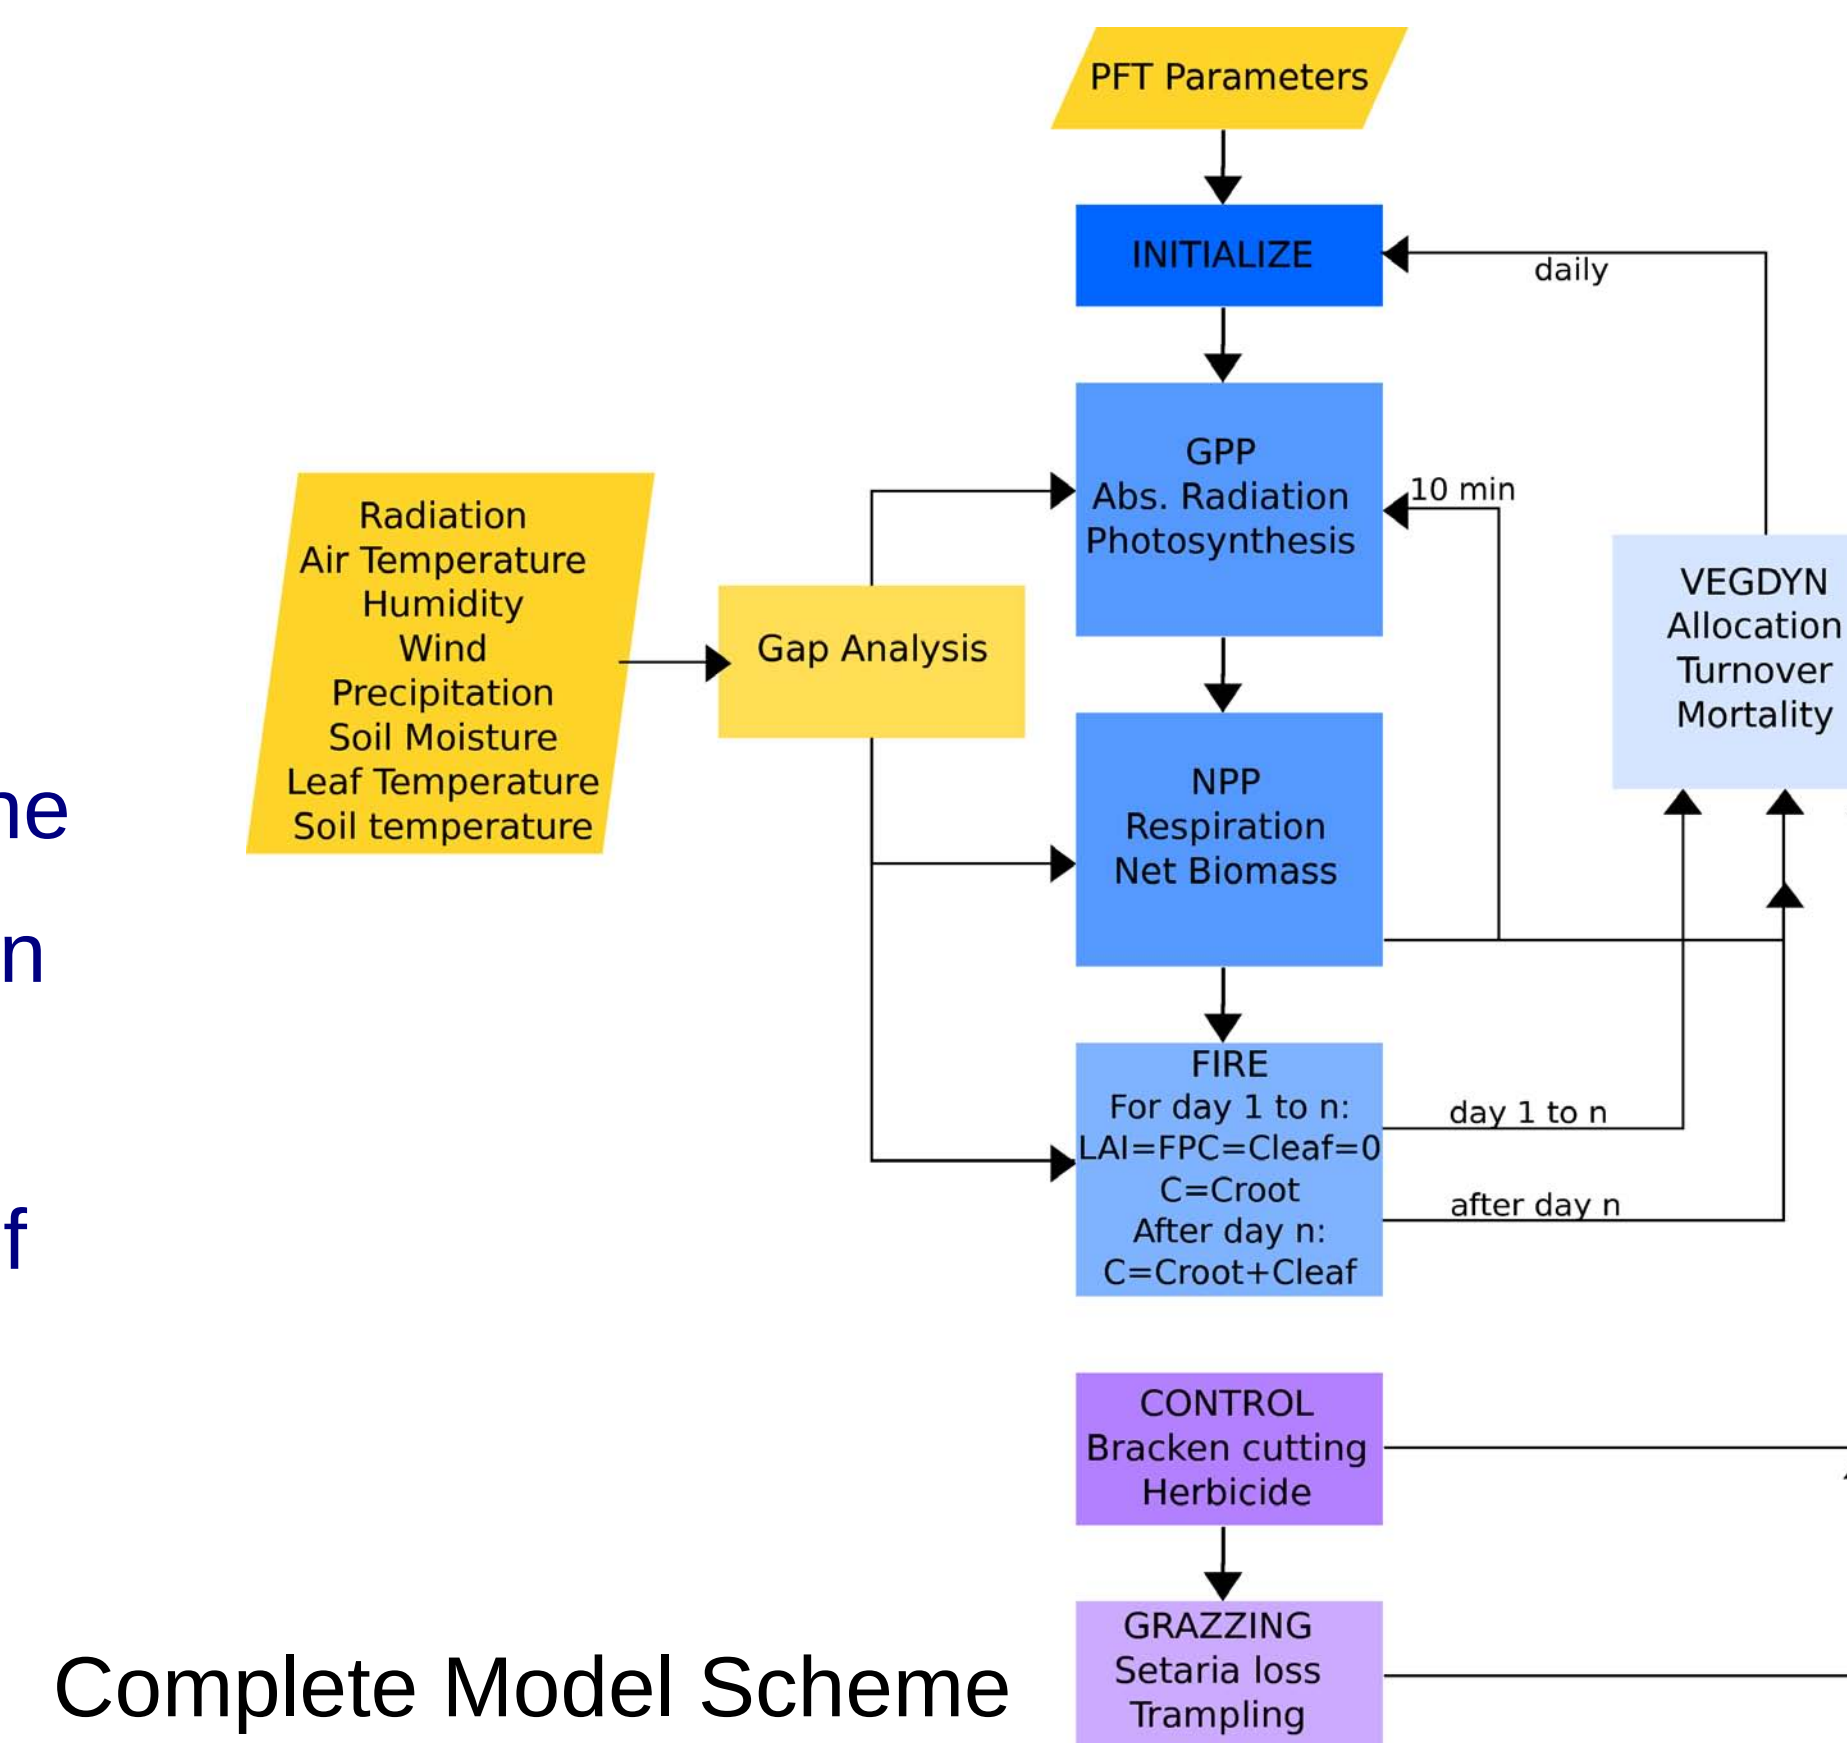 PFT Parameters
INITIALIZE
daily
GPP
Abs. Radiation
Photosynthesis
10 min
Radiation
Air Temperature
Humidity
Wind
Precipitation
Soil Moisture
Leaf Temperature
Soil temperature
Gap Analysis
VEGDYN
Allocation
Turnover
Mortality
NPP
Respiration
Net Biomass
ne
n
f
FIRE
For day 1 to n:
LAI=FPC=Cleaf=0
C=Croot
After day n:
C=Croot+Cleaf
day 1 to n
after day n
CONTROL
Bracken cutting
Herbicide
GRAZZING
Setaria loss
Trampling
Complete Model Scheme